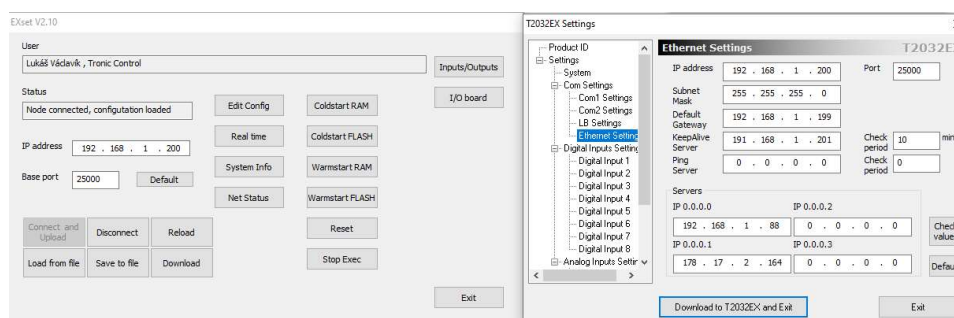 EXset V2.10
User
Lukáš Václavík , Tronic Control
Inputs/Outputs
Status
Node connected, configutation loaded
I/O board
Edit Config
Coldstart RAM
Real time
Coldstart FLASH
IP address
192 . 168 . 1 . 200
System Info
Warmstart RAM
Base port
25000
Default
Net Status
Warmstart FLASH
Connect and
Upload
Disconnect
Reload
Reset
Load from file
Save to file
Download
Stop Exec
Exit
T2032EX Settings
Product ID
Settings
System
Com Settings
Com1 Settings
Com2 Settings
LB Settings
Ethernet Setting
Digital Inputs Setting
Digital Input 1
Digital Input 2
Digital Input 3
Digital Input 4
Digital Input 5
Digital Input 6
Digital Input 7
Digital Input 8
Analog Inputs Settir
Ethernet Settings
T2032E
IP address
192 . 168 . 1 . 200
Port
25000
Subnet
Mask
255 . 255 . 255 . 0
Default
Gateway
192 . 168 . 1 . 199
KeepAlive
Server
191 . 168 . 1 . 201
Check
period
10
min
Ping
Server
0 . 0 . 0 . 0
Check
period
0
Servers
IP 0.0.0.0
IP 0.0.0.2
192 . 168 . 1 . 88
0 . 0 . 0 . 0
IP 0.0.0.1
IP 0.0.0.3
178 . 17 . 2 . 164
0 . 0 . 0 . 0
Chec
value
Defau
Download to T2032EX and Exit
Exit